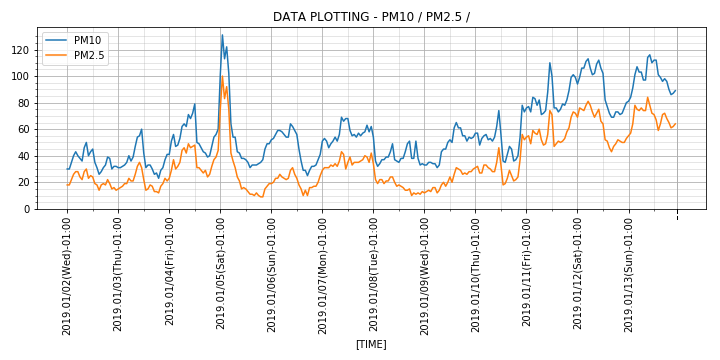 DATA PLOTTING - PM10 / PM2.5 /
PM10
PM2.5
120
100
80
60
40
20
0
2019.01/02(Wed)-01:00
2019.01/03(Thu)-01:00
2019.01/04(Fri)-01:00
2019.01/05(Sat)-01:00
2019.01/06(Sun)-01:00
2019.01/07(Mon)-01:00
2019.01/08(Tue)-01:00
2019.01/09(Wed)-01:00
2019.01/10(Thu)-01:00
2019.01/11(Fri)-01:00
2019.01/12(Sat)-01:00
2019.01/13(Sun)-01:00
-
[TIME]